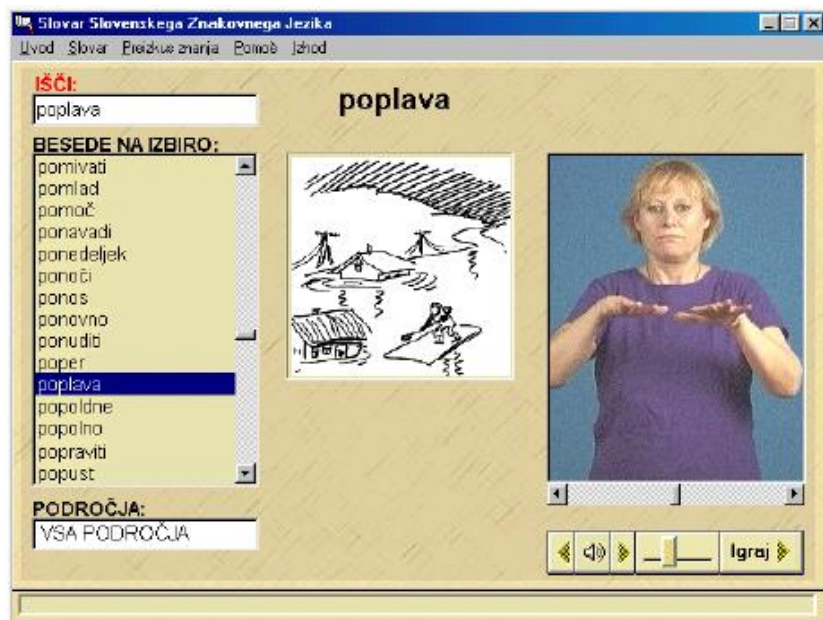 Slovar Slovenskega Znakovnega Jezika
Uvod Slovar Preizkus znanja Pomoč Izhod
IŠČI:
poplava
poplava
BESEDE NA IZBIRO:
pomivati
pomlad
pomoč
ponavadi
ponedeljek
ponoči
ponos
ponovno
ponuditi
poper
poplava
popoldne
popolno
popraviti
popust
PODROČJA:
VSA PODROČJA
Igraj